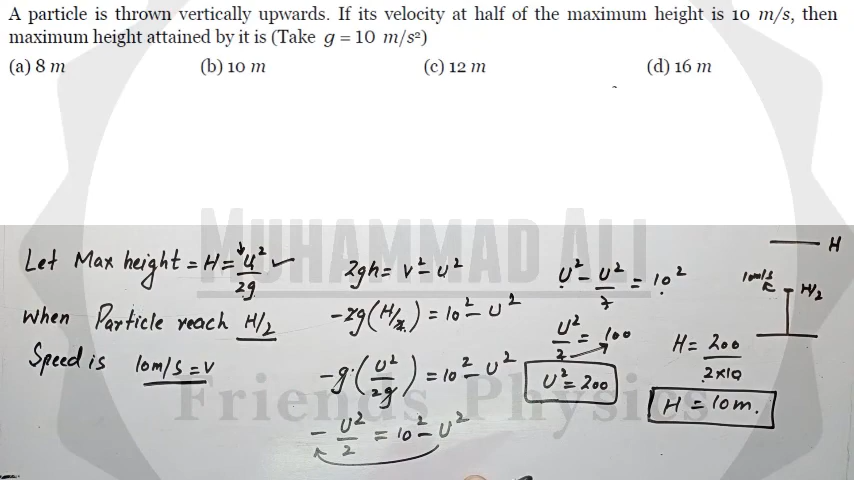 A particle is thrown vertically upwards. If its velocity at half of the maximum height is 10 m/s, then
maximum height attained by it is (Take g = 10 m/s²)
(a) 8 m (b) 10 m (c) 12 m (d) 16 m
MUHAMMAD ALI
Friends Physics
Let Max height = H = u²/2g ✓
when Particle reach H/2
Speed is 10m/s = v
2gh = v² - u²
-2g(H/2) = 10² - U²
-g(U²/2g) = 10² - U²
- U²/2 = 10² - U²
U² - U²/2 = 10²
U²/2 = 100
U² = 200
H
10m/s
H/2
H = 200/2×10
H = 10m.